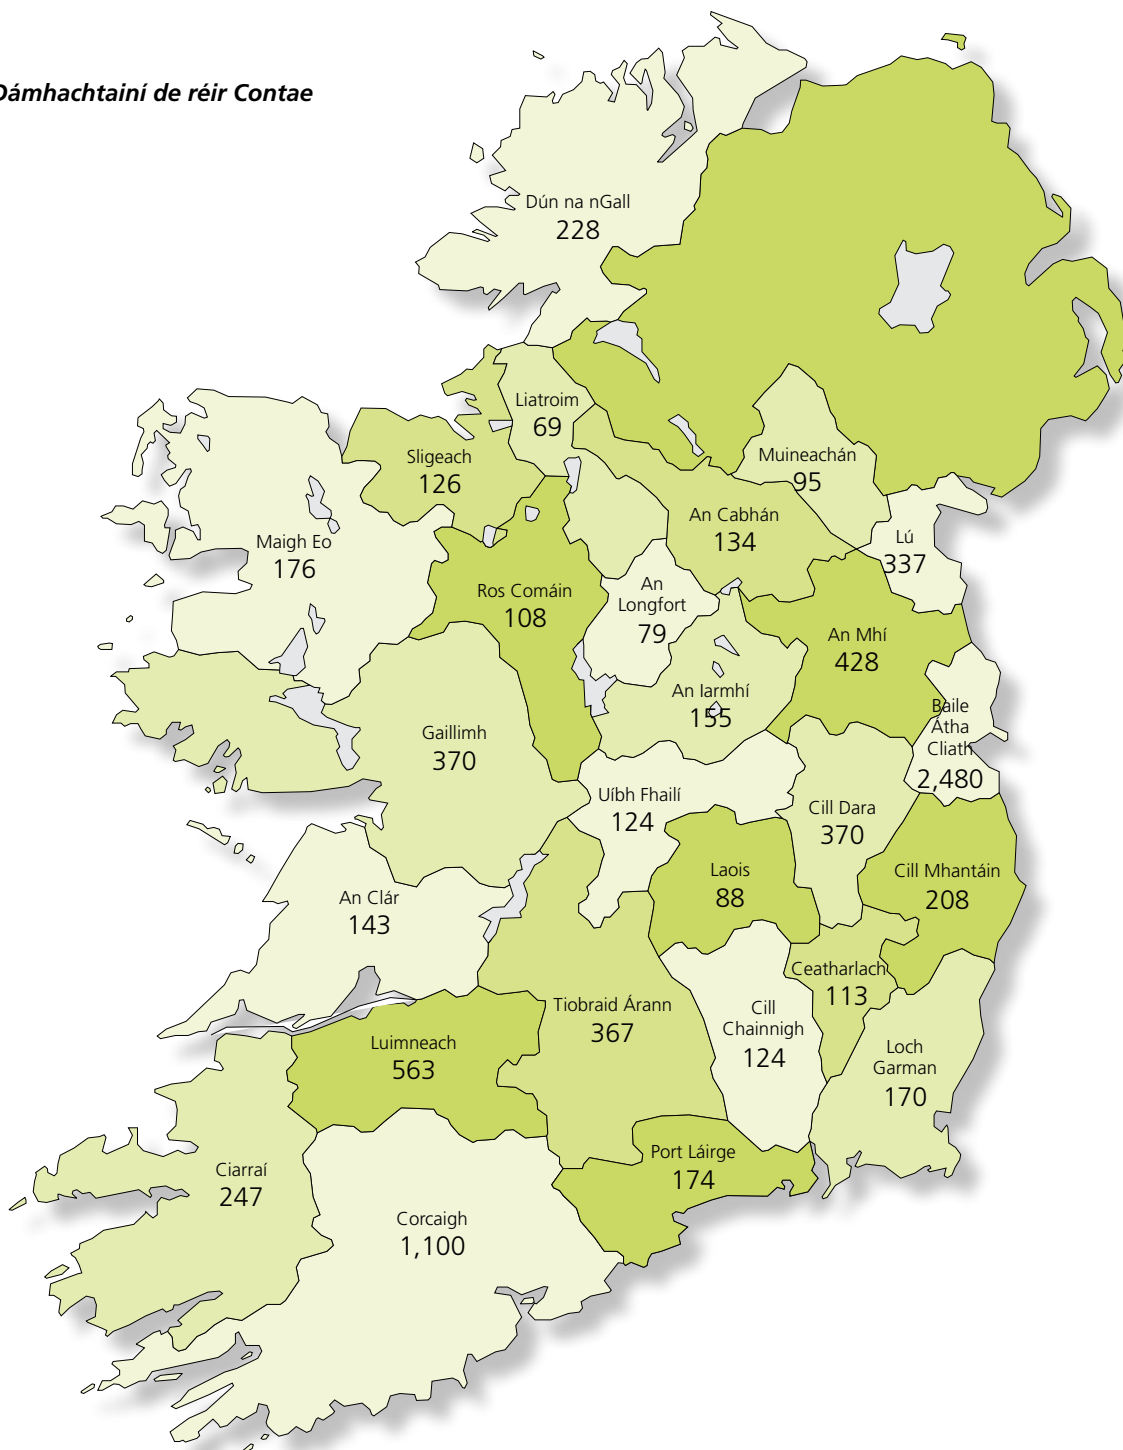 Dámhachtainí de réir Contae
Dún na nGall
228
Liatroim
69
Sligeach
126
Muineachán
95
An Cabhán
134
Lú
337
Maigh Eo
176
Ros Comáin
108
An
Longfort
79
An Mhí
428
An Iarmhí
155
Baile
Átha
Cliath
2,480
Gaillimh
370
Uíbh Fhailí
124
Cill Dara
370
Laois
88
Cill Mhantáin
208
An Clár
143
Ceatharlach
113
Tiobraid Árann
367
Cill
Chainnigh
124
Luimneach
563
Loch
Garman
170
Port Láirge
174
Ciarraí
247
Corcaigh
1,100